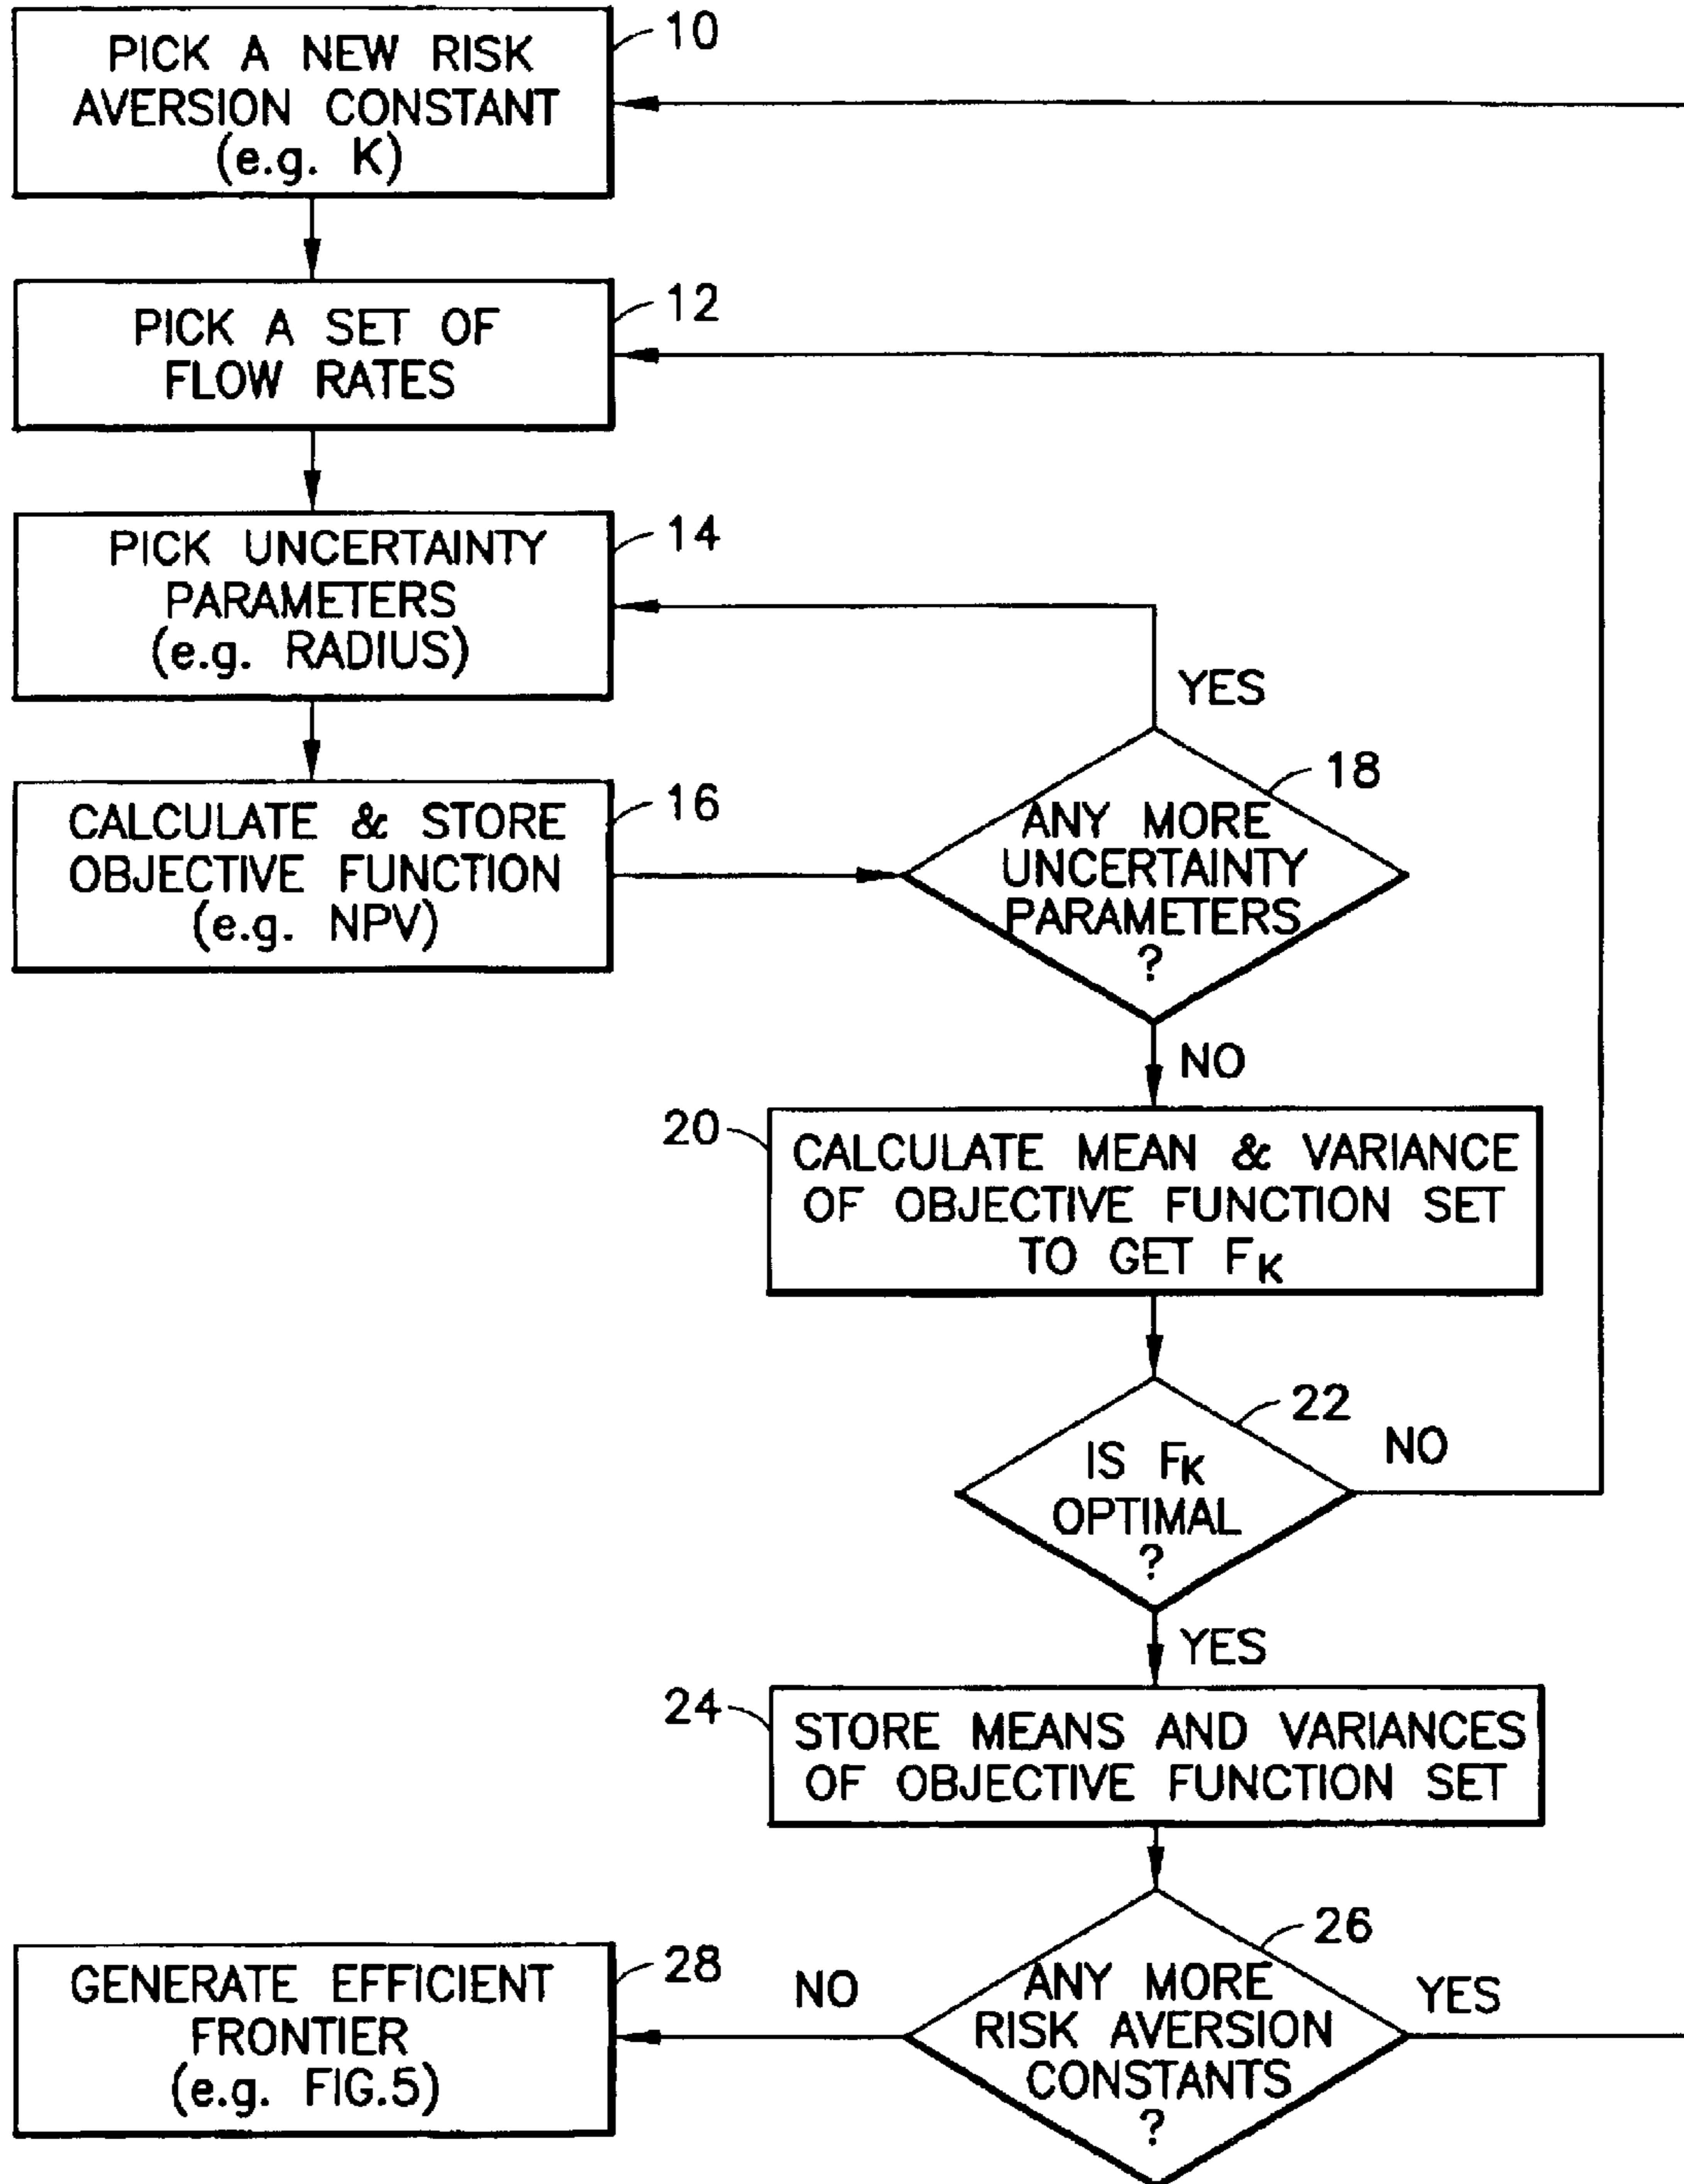 PICK A NEW RISK
AVERSION CONSTANT
(e.g. K)
10
PICK A SET OF
FLOW RATES
12
PICK UNCERTAINTY
PARAMETERS
(e.g. RADIUS)
14
YES
CALCULATE & STORE
OBJECTIVE FUNCTION
(e.g. NPV)
16
18
ANY MORE
UNCERTAINTY
PARAMETERS
?
NO
20
CALCULATE MEAN & VARIANCE
OF OBJECTIVE FUNCTION SET
TO GET FK
22
IS FK
OPTIMAL
?
NO
YES
24
STORE MEANS AND VARIANCES
OF OBJECTIVE FUNCTION SET
26
ANY MORE
RISK AVERSION
CONSTANTS
?
YES
NO
28
GENERATE EFFICIENT
FRONTIER
(e.g. FIG.5)